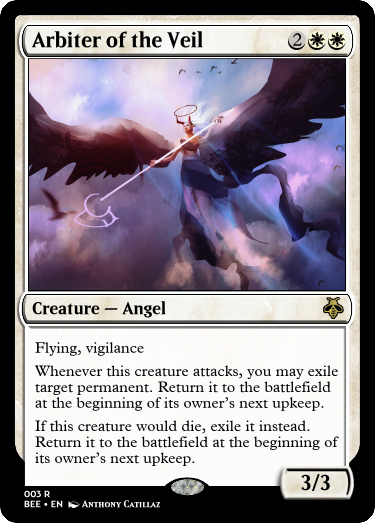 Arbiter of the Veil 2
Creature — Angel
Flying, vigilance
Whenever this creature attacks, you may exile
target permanent. Return it to the battlefield
at the beginning of its owner's next upkeep.
If this creature would die, exile it instead.
Return it to the battlefield at the beginning of
its owner's next upkeep.
3/3
003 R
BEE • EN Anthony Catillaz